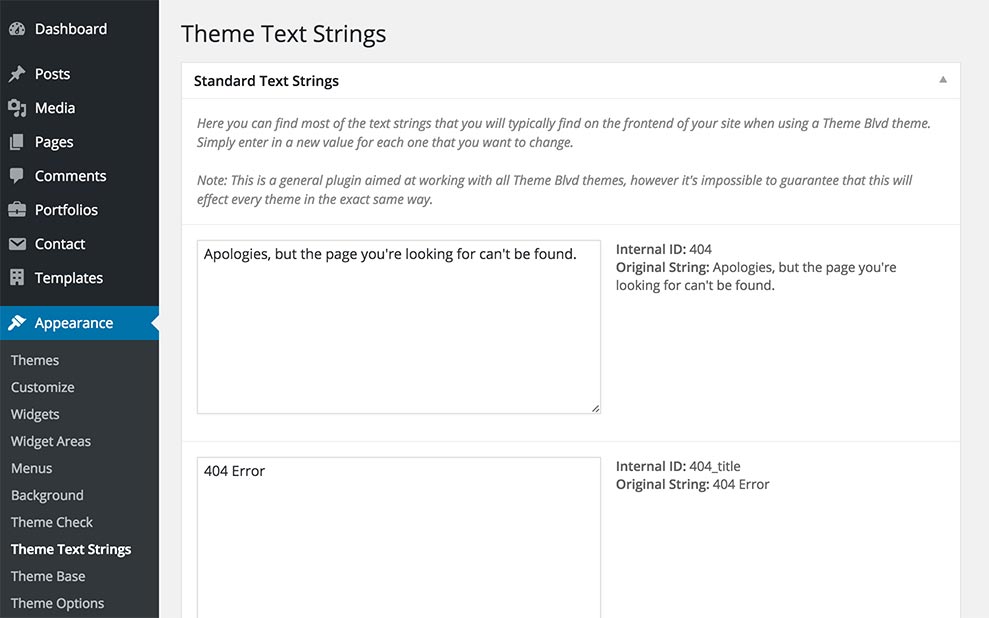 Dashboard
Posts
Media
Pages
Comments
Portfolios
Contact
Templates
Appearance
Themes
Customize
Widgets
Widget Areas
Menus
Background
Theme Check
Theme Text Strings
Theme Base
Theme Options
Theme Text Strings
Standard Text Strings
Here you can find most of the text strings that you will typically find on the frontend of your site when using a Theme Blvd theme.
Simply enter in a new value for each one that you want to change.
Note: This is a general plugin aimed at working with all Theme Blvd themes, however it's impossible to guarantee that this will
effect every theme in the exact same way.
Apologies, but the page you're looking for can't be found.
Internal ID: 404
Original String: Apologies, but the page you're
looking for can't be found.
404 Error
Internal ID: 404_title
Original String: 404 Error